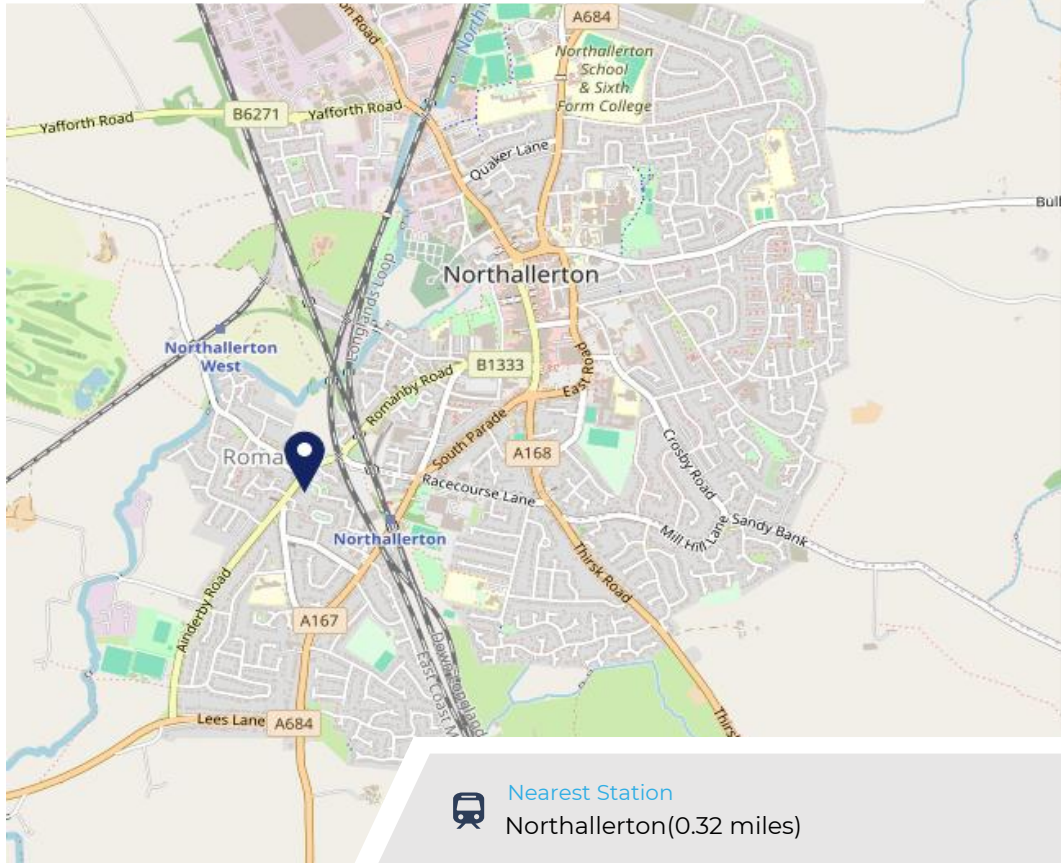 A684
Northallerton
School
& Sixth
Form College
B6271
Yafforth Road
Yafforth Road
Quaker Lane
Northallerton
Longlands Loop
Northallerton
West
B1333
Romanby Road
East Road
South Parade
A168
Crosby Road
Racecourse Lane
Mill Hill Lane
Sandy Bank
Northallerton
Thirsk Road
Ainderby Road
A167
Lees Lane
A684
Nearest Station
Northallerton(0.32 miles)